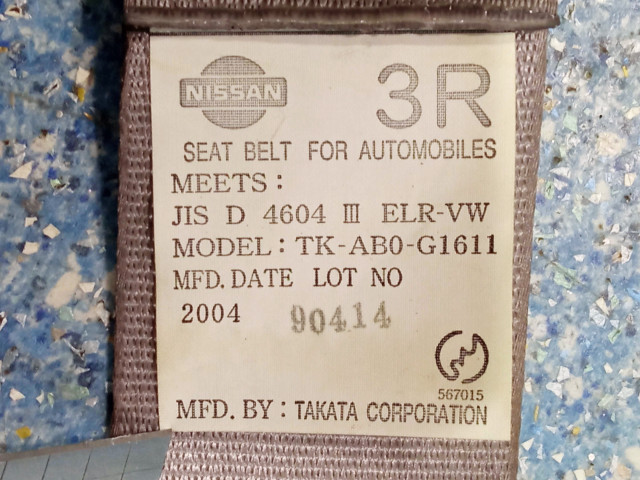 NISSAN 3R
SEAT BELT FOR AUTOMOBILES
MEETS :
JIS D 4604 III ELR-VW
MODEL : TK-AB0-G1611
MFD. DATE LOT NO
2004 90414
567015
MFD. BY : TAKATA CORPORATION